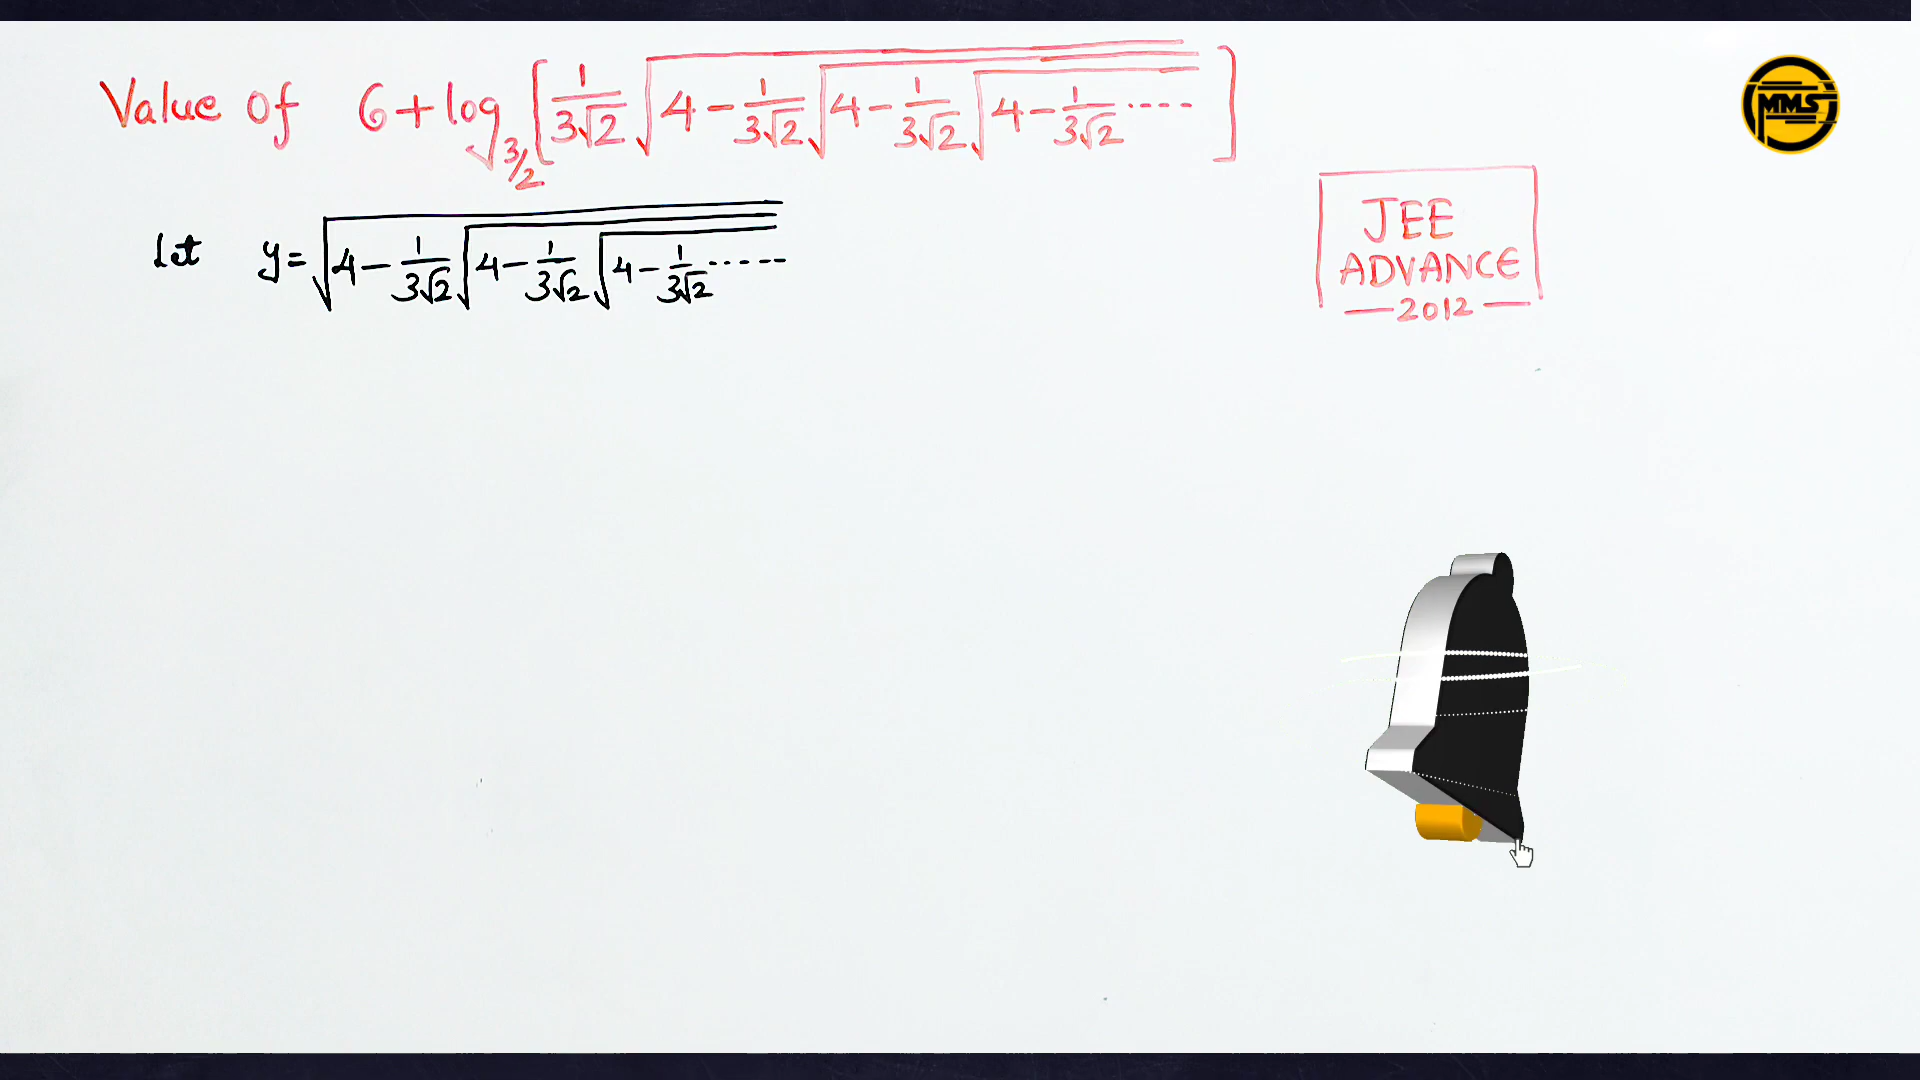 Value of 6+log_{3/2}[1/(3√2) √(4-1/(3√2) √(4-1/(3√2) √(4-1/(3√2) ----]
MMS
JEE
ADVANCE
—2012—
Let y=√(4-1/(3√2) √(4-1/(3√2) √(4-1/(3√2) -----